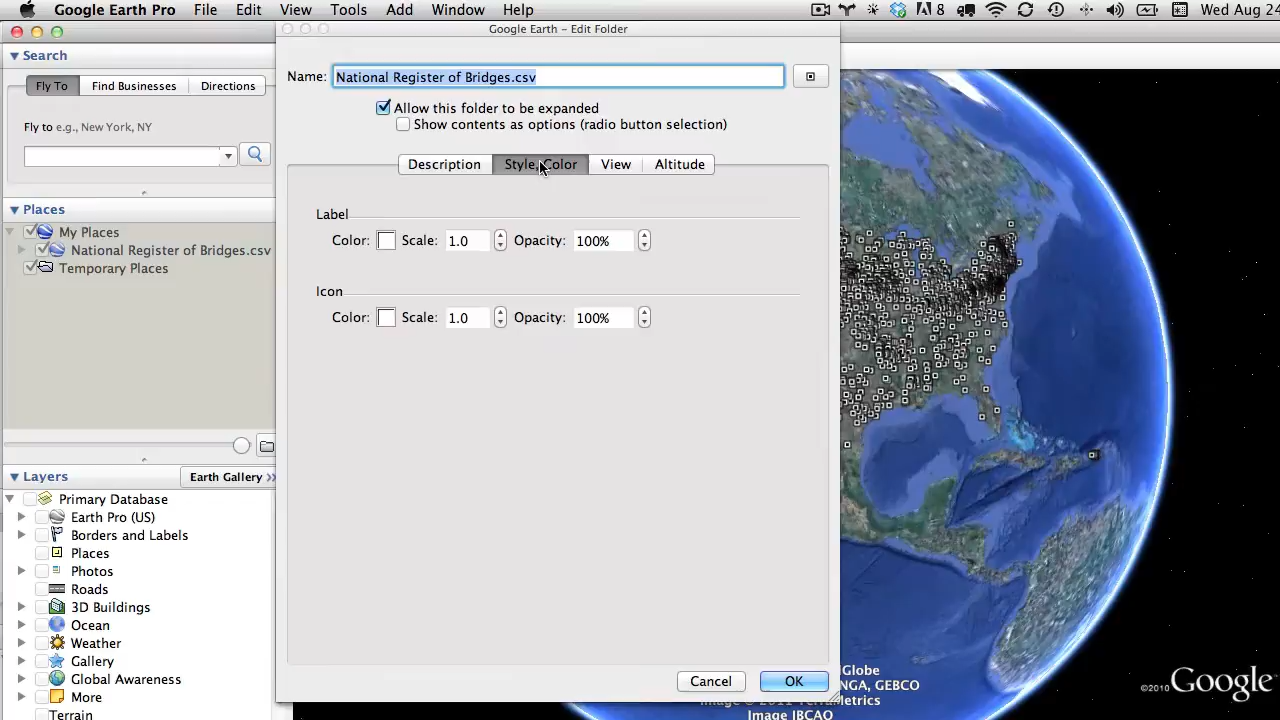 Google Earth Pro File Edit View Tools Add Window Help 8 Wed Aug 24
Google Earth – Edit Folder
Search
Fly To Find Businesses Directions
Fly to e.g., New York, NY
Name: National Register of Bridges.csv
Allow this folder to be expanded
Show contents as options (radio button selection)
Description Style, Color View Altitude
Label
Color: Scale: 1.0 Opacity: 100%
Icon
Color: Scale: 1.0 Opacity: 100%
Places
My Places
National Register of Bridges.csv
Temporary Places
Layers Earth Gallery >>
Primary Database
Earth Pro (US)
Borders and Labels
Places
Photos
Roads
3D Buildings
Ocean
Weather
Gallery
Global Awareness
More
Terrain
Cancel OK
iGlobe
NGA, GEBCO
Image © 2011 TerraMetrics
Image IBCAO
©2010 Google